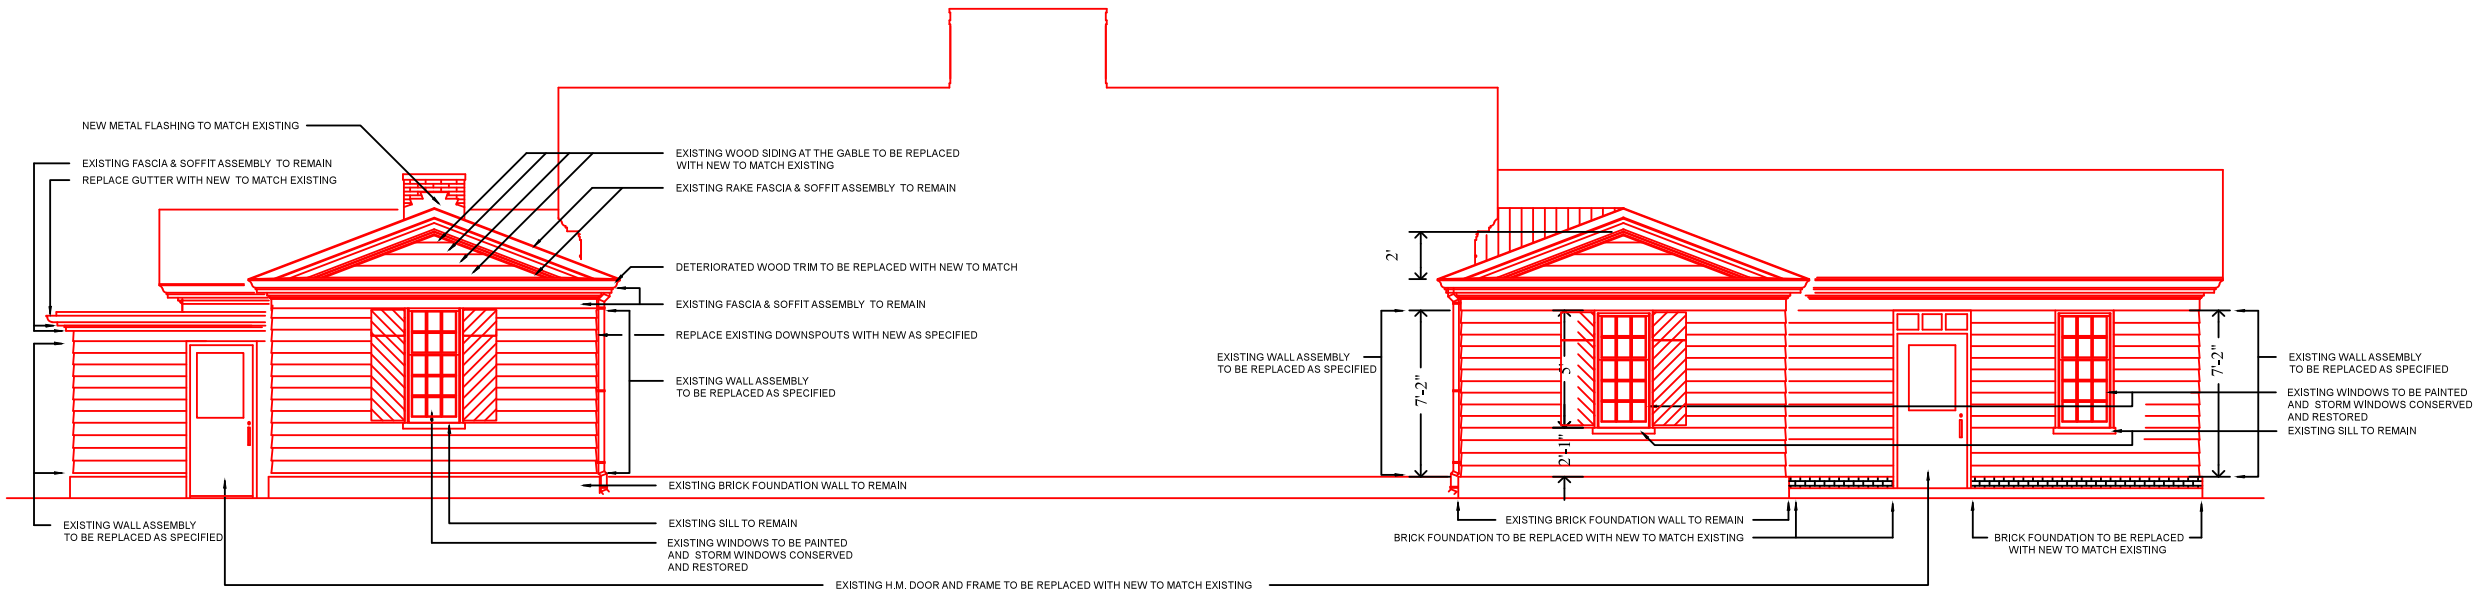 NEW METAL FLASHING TO MATCH EXISTING
EXISTING FASCIA & SOFFIT ASSEMBLY TO REMAIN
REPLACE GUTTER WITH NEW TO MATCH EXISTING
EXISTING WALL ASSEMBLY
TO BE REPLACED AS SPECIFIED
EXISTING WOOD SIDING AT THE GABLE TO BE REPLACED
WITH NEW TO MATCH EXISTING
EXISTING RAKE FASCIA & SOFFIT ASSEMBLY TO REMAIN
DETERIORATED WOOD TRIM TO BE REPLACED WITH NEW TO MATCH
EXISTING FASCIA & SOFFIT ASSEMBLY TO REMAIN
REPLACE EXISTING DOWNSPOUTS WITH NEW AS SPECIFIED
EXISTING WALL ASSEMBLY
TO BE REPLACED AS SPECIFIED
EXISTING BRICK FOUNDATION WALL TO REMAIN
EXISTING SILL TO REMAIN
EXISTING WINDOWS TO BE PAINTED
AND STORM WINDOWS CONSERVED
AND RESTORED
EXISTING H.M. DOOR AND FRAME TO BE REPLACED WITH NEW TO MATCH EXISTING
EXISTING WALL ASSEMBLY
TO BE REPLACED AS SPECIFIED
2'
7'-2"
5'
2'-1"
7'-2"
EXISTING BRICK FOUNDATION WALL TO REMAIN
BRICK FOUNDATION TO BE REPLACED WITH NEW TO MATCH EXISTING
BRICK FOUNDATION TO BE REPLACED
WITH NEW TO MATCH EXISTING
EXISTING WALL ASSEMBLY
TO BE REPLACED AS SPECIFIED
EXISTING WINDOWS TO BE PAINTED
AND STORM WINDOWS CONSERVED
AND RESTORED
EXISTING SILL TO REMAIN